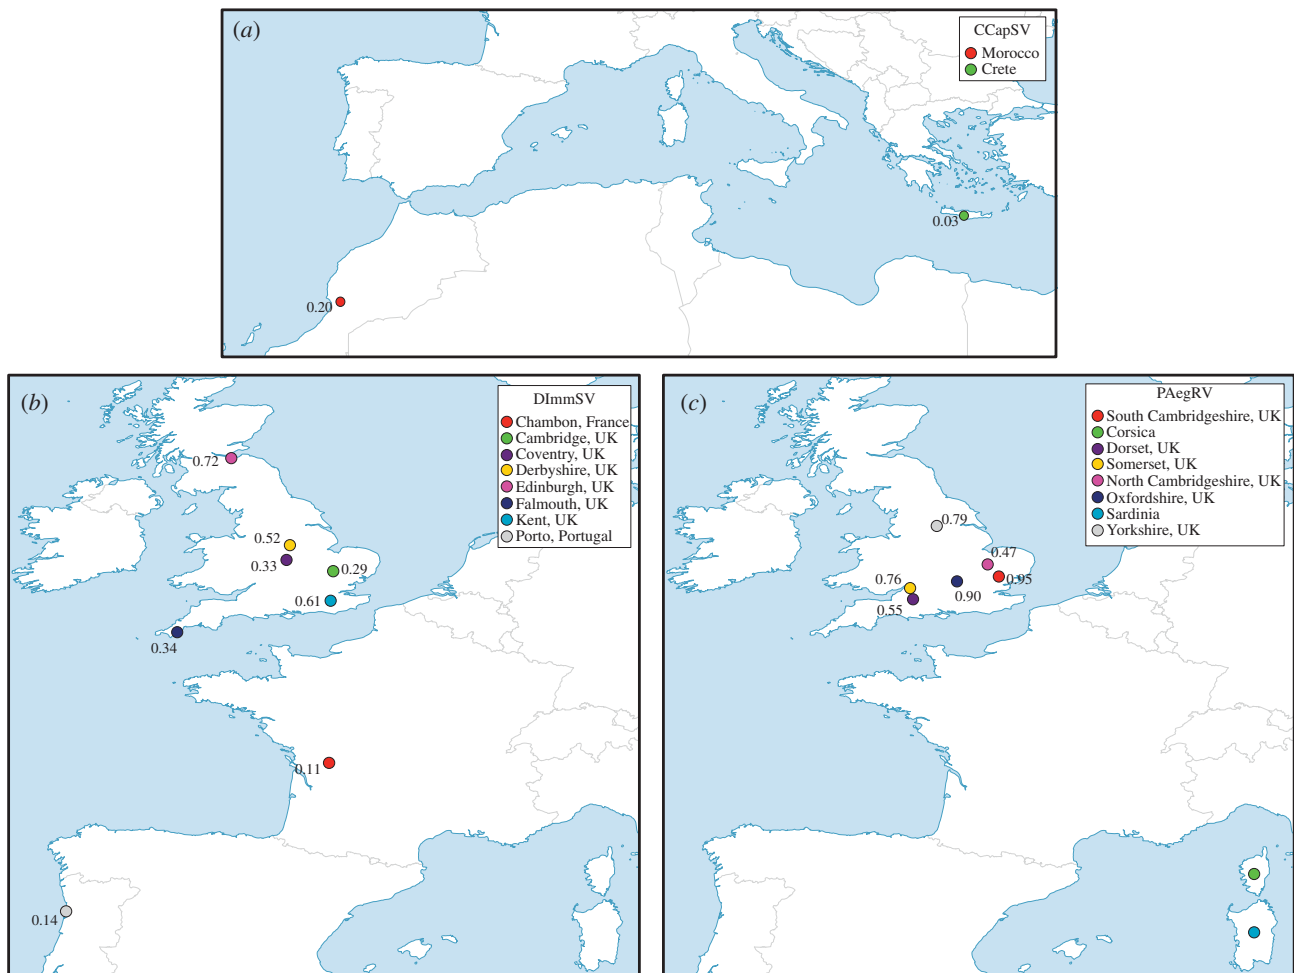 (a)
CCapSV
Morocco
Crete
0.03
0.20
(b)
DImmSV
Chambon, France
Cambridge, UK
Coventry, UK
Derbyshire, UK
Edinburgh, UK
Falmouth, UK
Kent, UK
Porto, Portugal
0.72
0.52
0.33
0.29
0.61
0.34
0.11
0.14
(c)
PAegRV
South Cambridgeshire, UK
Corsica
Dorset, UK
Somerset, UK
North Cambridgeshire, UK
Oxfordshire, UK
Sardinia
Yorkshire, UK
0.79
0.47
0.76
0.95
0.90
0.55